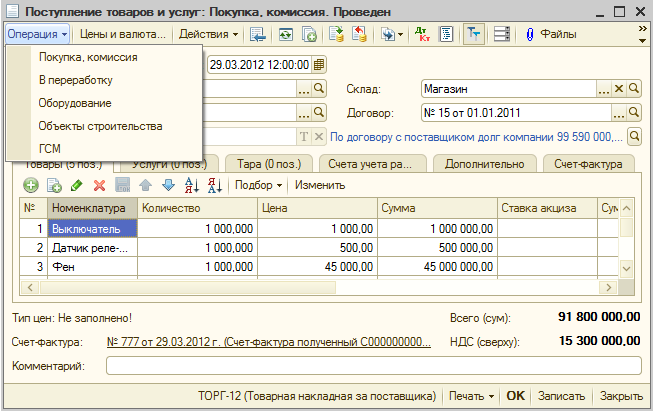 Поступление товаров и услуг: Покупка, комиссия. Проведен
Операция Цены и валюта... Действия Дт Кт Файлы
Покупка, комиссия
В переработку
Оборудование
Объекты строительства
ГСМ
29.03.2012 12:00:00
Склад: Магазин
Договор: № 15 от 01.01.2011
По договору с поставщиком долг компании 99 590 000,...
Товары (5 поз.) Услуги (0 поз.) Тара (0 поз.) Счета учета ра... Дополнительно Счет-фактура
Подбор Изменить
№ Номенклатура Количество Цена Сумма Ставка акциза Сум
1 Выключатель 1 000,000 1 000,00 1 000 000,00
2 Датчик реле-... 1 000,000 500,00 500 000,00
3 Фен 1 000,000 45 000,00 45 000 000,00
Тип цен: Не заполнено!
Всего (сум): 91 800 000,00
Счет-фактура: № 777 от 29.03.2012 г. (Счет-фактура полученный С000000000...
НДС (сверху): 15 300 000,00
Комментарий:
ТОРГ-12 (Товарная накладная за поставщика) Печать OK Записать Закрыть